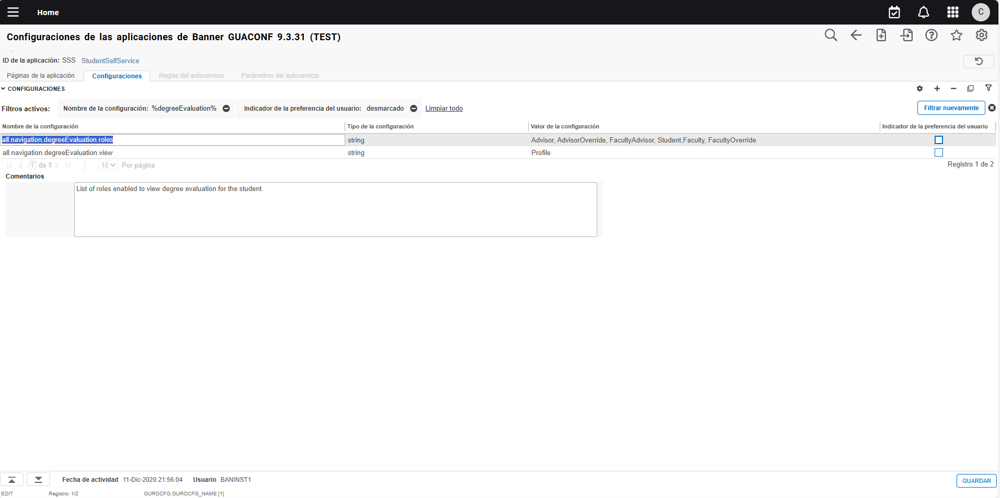 Home
C
Configuraciones de las aplicaciones de Banner GUACONF 9.3.31 (TEST)
ID de la aplicación: SSS StudentSelfService
Páginas de la aplicación Configuraciones Reglas del autoservicio Parámetros del autoservicio
CONFIGURACIONES
Filtros activos: Nombre de la configuración: %degreeEvaluation% Indicador de la preferencia del usuario: desmarcado Limpiar todo Filtrar nuevamente
Nombre de la configuración Tipo de la configuración Valor de la configuración Indicador de la preferencia del usuario
all.navigation.degreeEvaluation.roles string Advisor, AdvisorOverride, FacultyAdvisor, Student,Faculty, FacultyOverride
all.navigation.degreeEvaluation.view string Profile
1 de 1 10 Por página Registro 1 de 2
Comentarios
List of roles enabled to view degree evaluation for the student.
Fecha de actividad 11-Dic-2020 21:56:04 Usuario BANINST1 GUARDAR
EDIT Registro: 1/2 GUROCFG.GUROCFG_NAME [1]